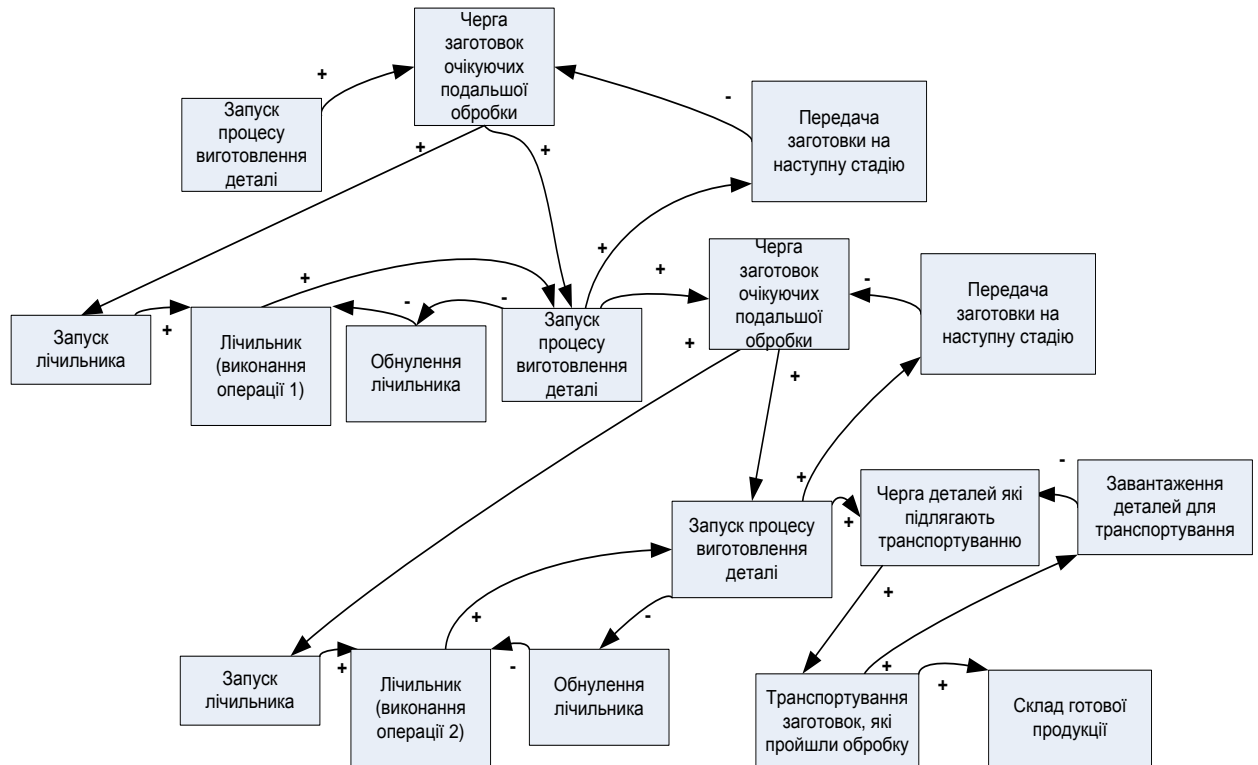 Черга
заготовок
очікуючих
подальшої
обробки
+
Запуск
процесу
виготовлення
деталі
-
Передача
заготовки на
наступну стадію
+
+
+
+
Запуск
лічильника
+
Лічильник
(виконання
операції 1)
-
Обнулення
лічильника
-
Запуск
процесу
виготовлення
деталі
+
Черга
заготовок
очікуючих
подальшої
обробки
-
Передача
заготовки на
наступну стадію
+
+
+
Запуск процесу
виготовлення
деталі
+
Черга деталей які
підлягають
транспортуванню
-
Завантаження
деталей для
транспортування
+
-
+
Запуск
лічильника
+
Лічильник
(виконання
операції 2)
-
Обнулення
лічильника
+
Транспортування
заготовок, які
пройшли обробку
+
Склад готової
продукції